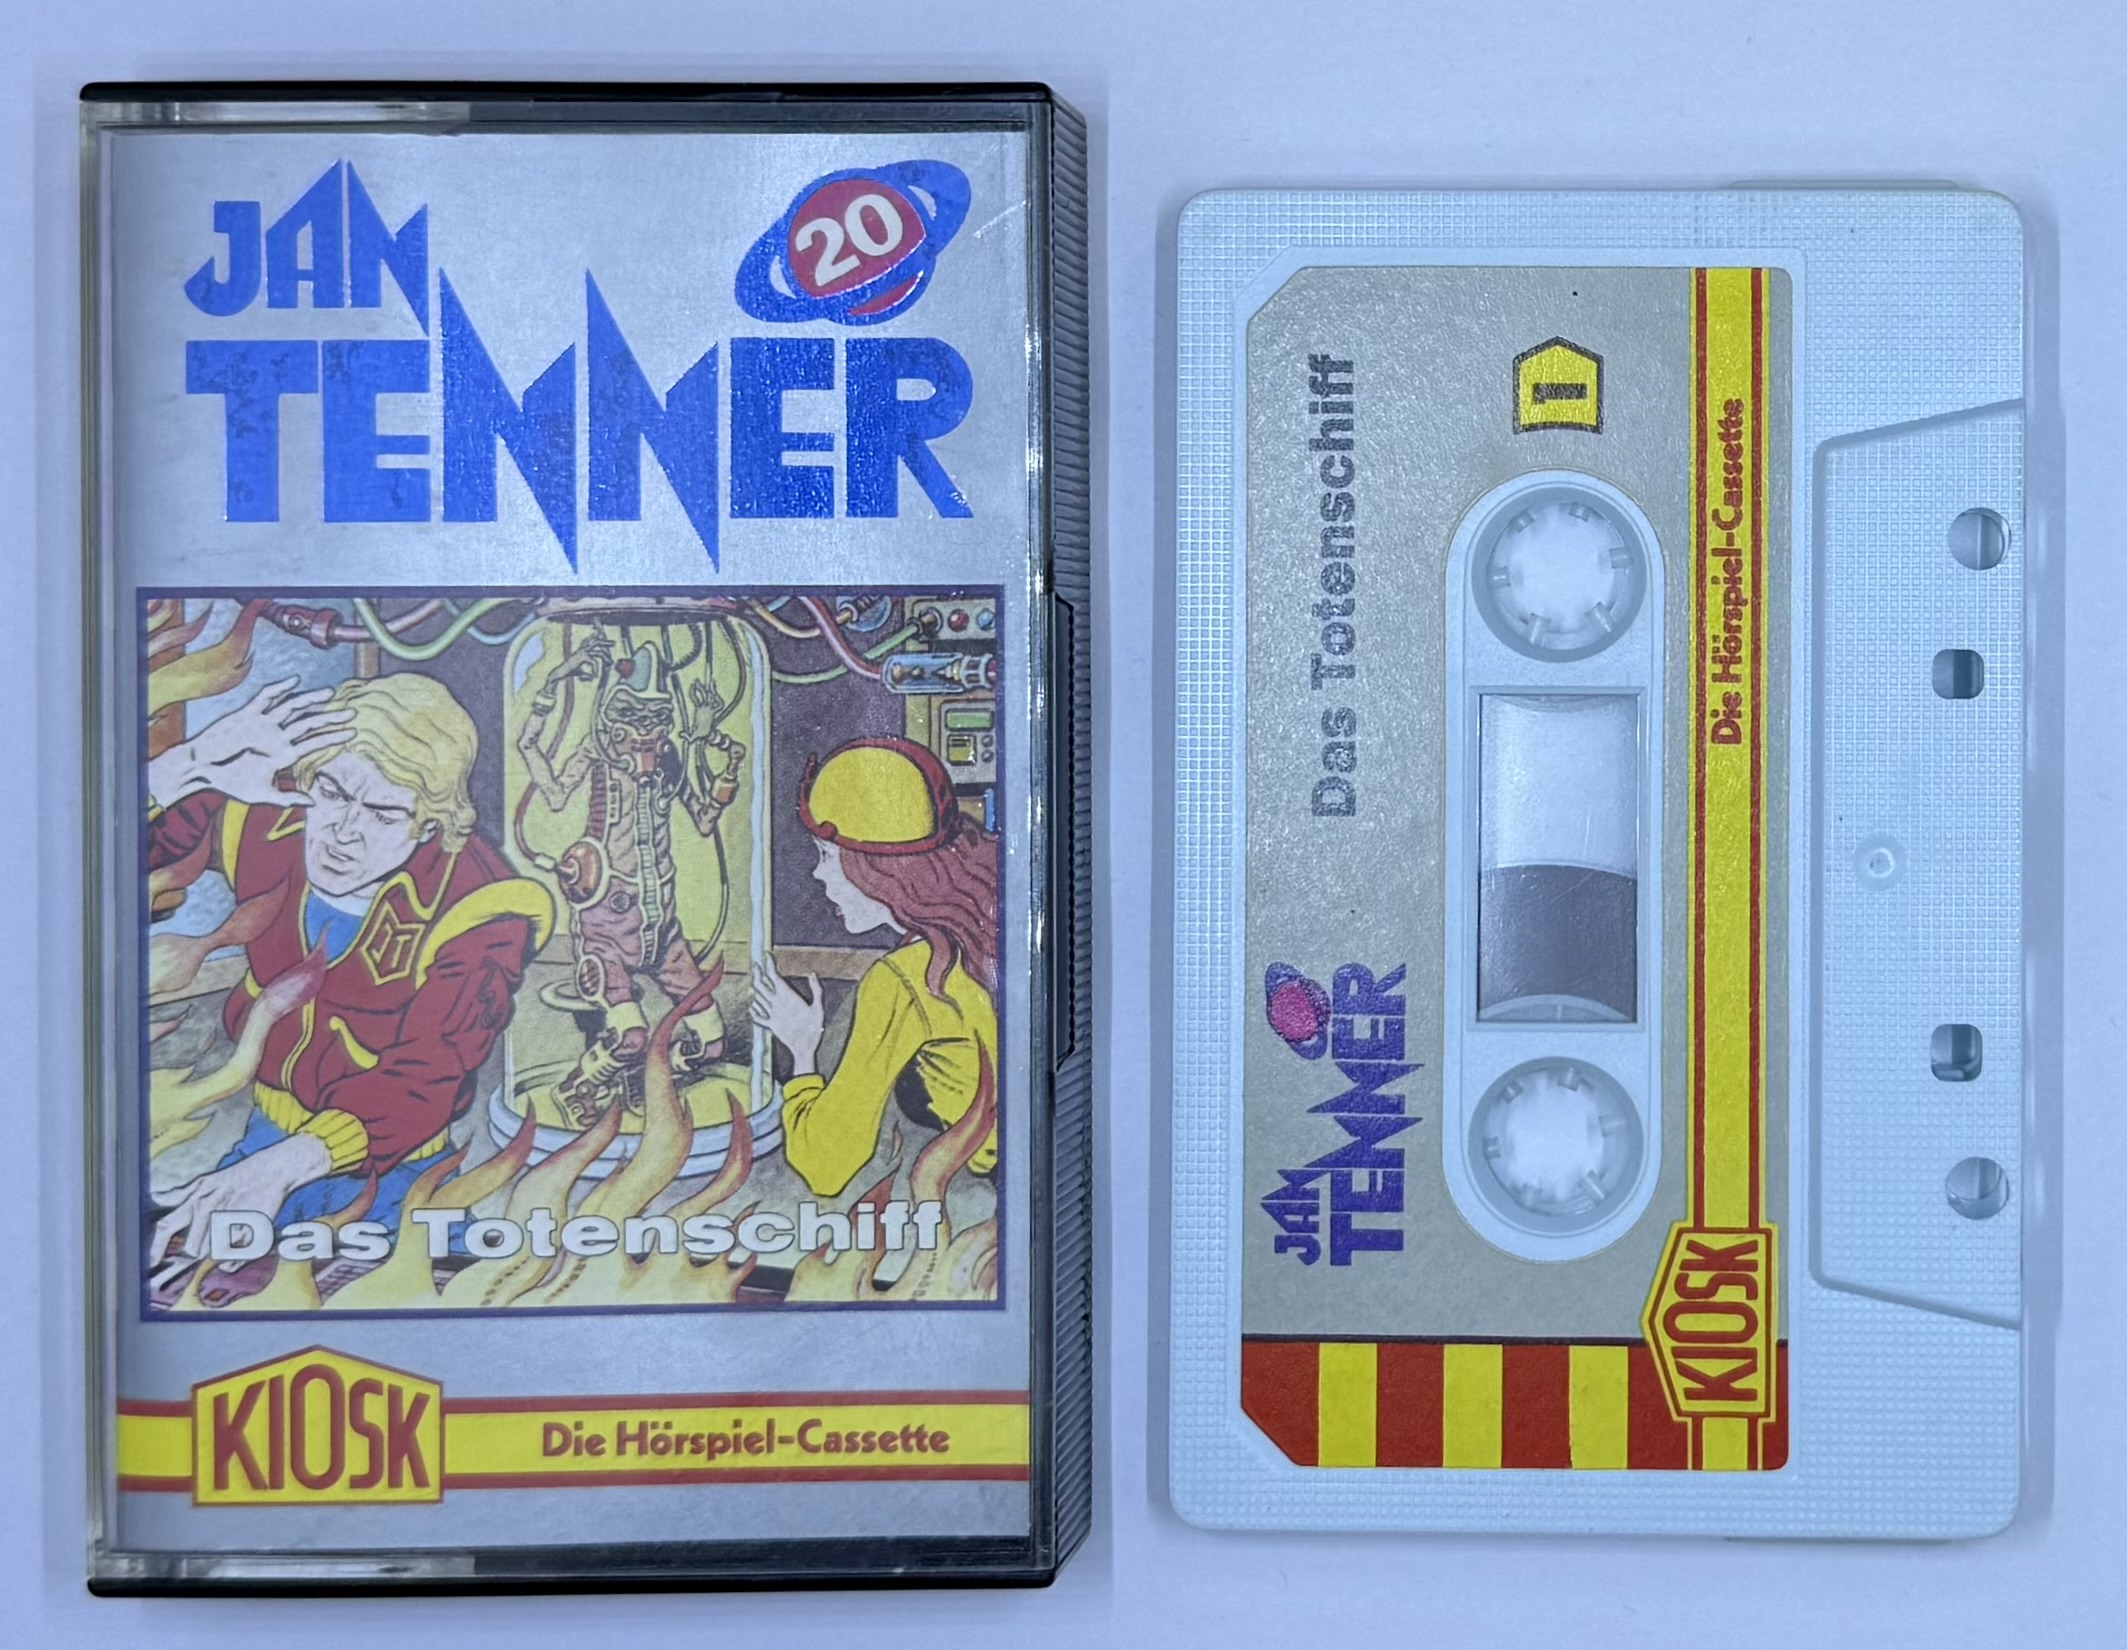 JAN
TENNER
20
Das Totenschiff
KIOSK
Die Hörspiel-Cassette
JAN
TENNER
Das Totenschiff
1
KIOSK
Die Hörspiel-Cassette